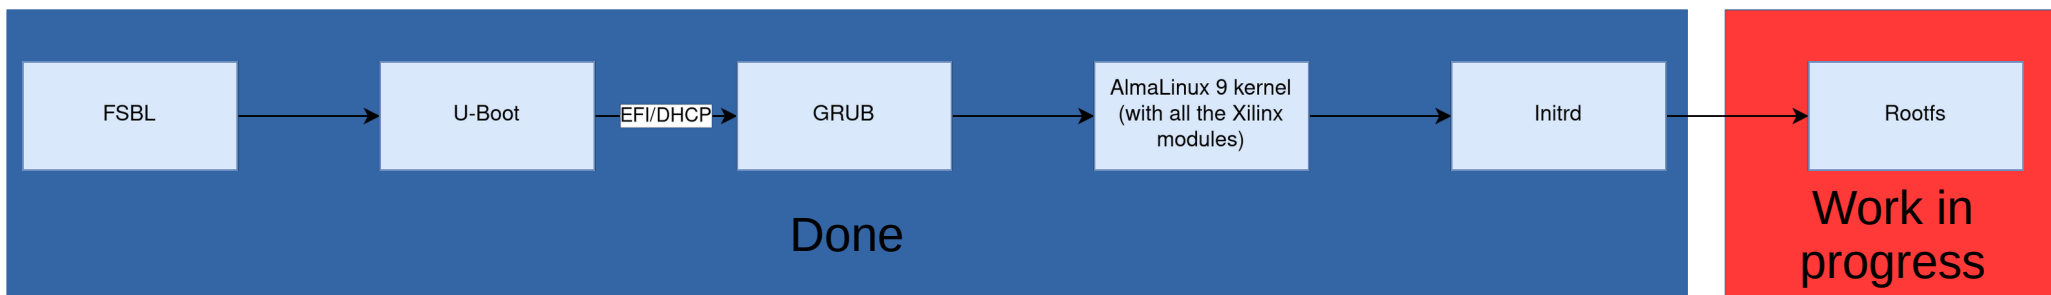 FSBL
U-Boot
EFI/DHCP
GRUB
AlmaLinux 9 kernel
(with all the Xilinx
modules)
Initrd
Rootfs
Done
Work in
progress